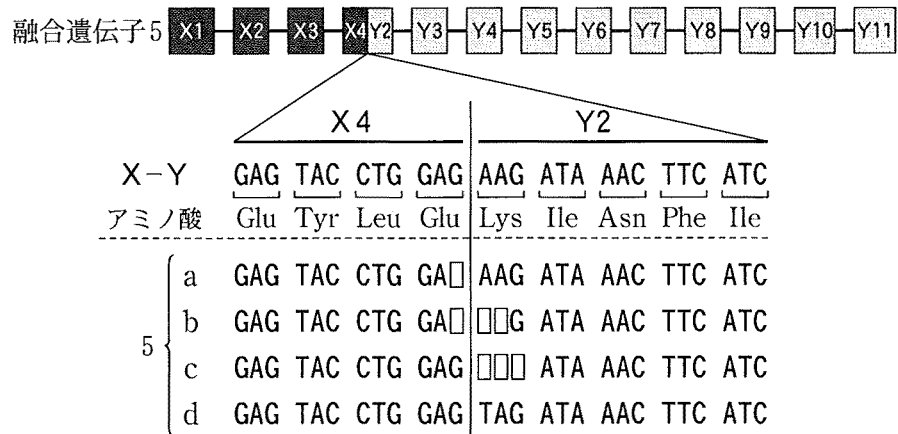 融合遺伝子5 X1 X2 X3 X4 Y2 Y3 Y4 Y5 Y6 Y7 Y8 Y9 Y10 Y11
X4 Y2
X-Y GAG TAC CTG GAG AAG ATA AAC TTC ATC
アミノ酸 Glu Tyr Leu Glu Lys Ile Asn Phe Ile
a GAG TAC CTG GA□ AAG ATA AAC TTC ATC
b GAG TAC CTG GA□ □□G ATA AAC TTC ATC
5
c GAG TAC CTG GAG □□□ ATA AAC TTC ATC
d GAG TAC CTG GAG TAG ATA AAC TTC ATC